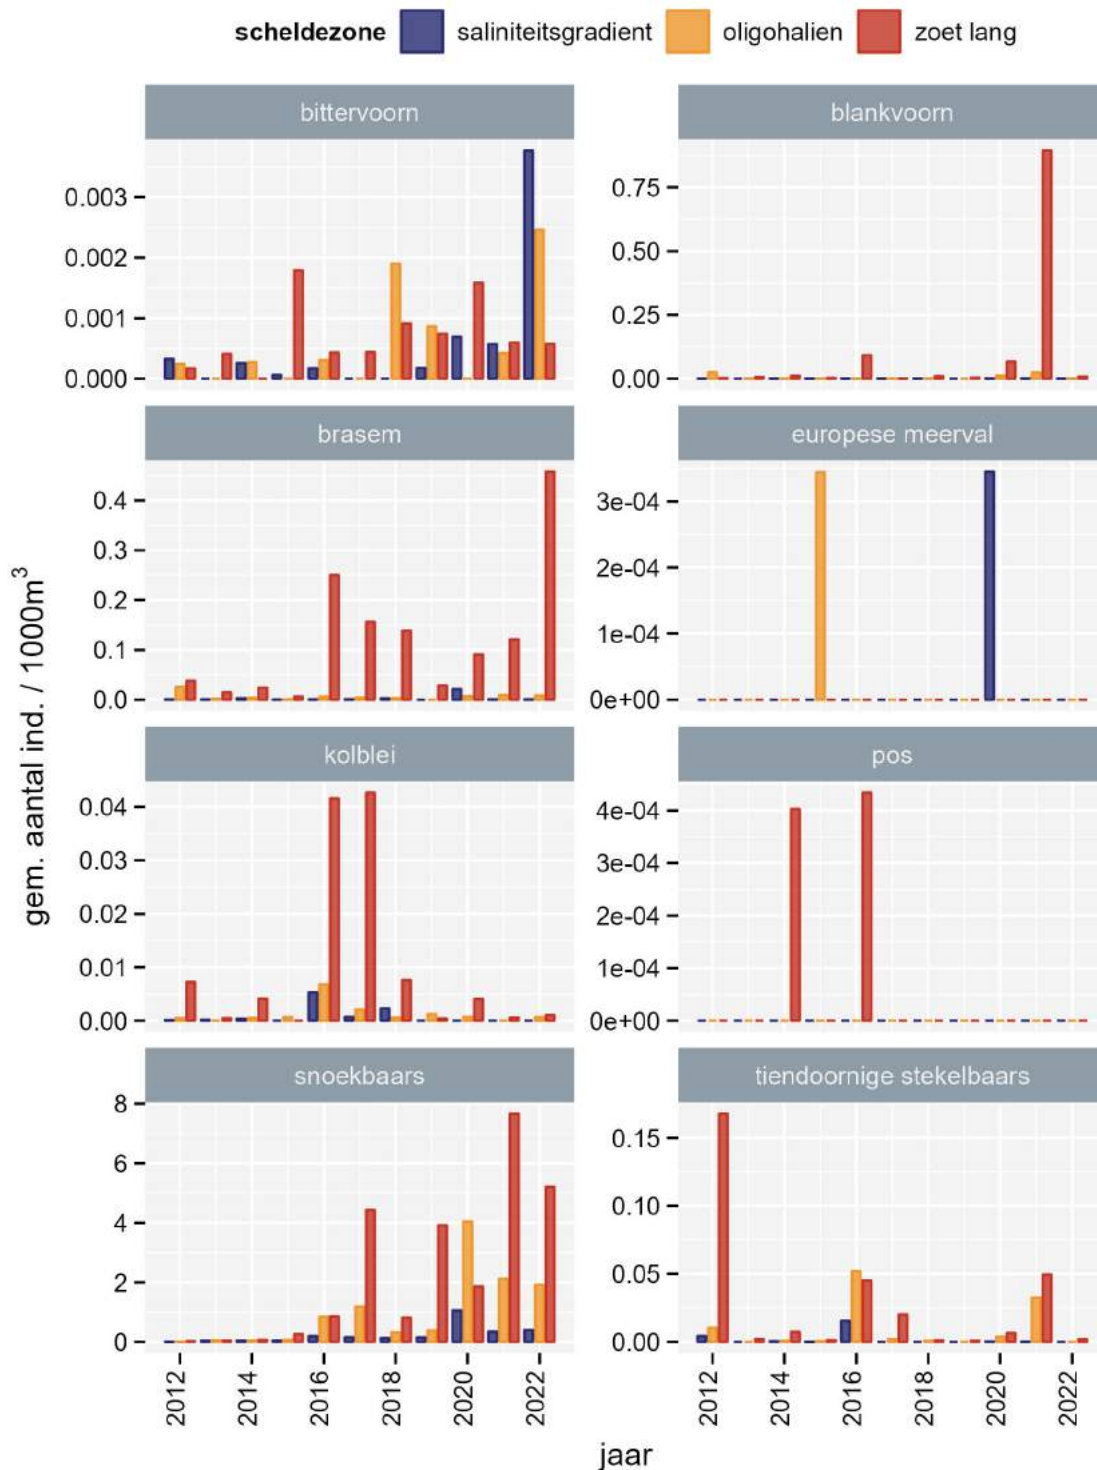 scheldezone saliniteitsgradient oligohalien zoet lang
bittervoorn
0.003
0.002
0.001
0.000
blankvoorn
0.75
0.50
0.25
0.00
brasem
0.4
0.3
0.2
0.1
0.0
europese meerval
3e-04
2e-04
1e-04
0e+00
kolblei
0.04
0.03
0.02
0.01
0.00
pos
4e-04
3e-04
2e-04
1e-04
0e+00
snoekbaars
8
6
4
2
0
tiendoornige stekelbaars
0.15
0.10
0.05
0.00
2012 2014 2016 2018 2020 2022
2012 2014 2016 2018 2020 2022
jaar
gem. aantal ind. / 1000m³